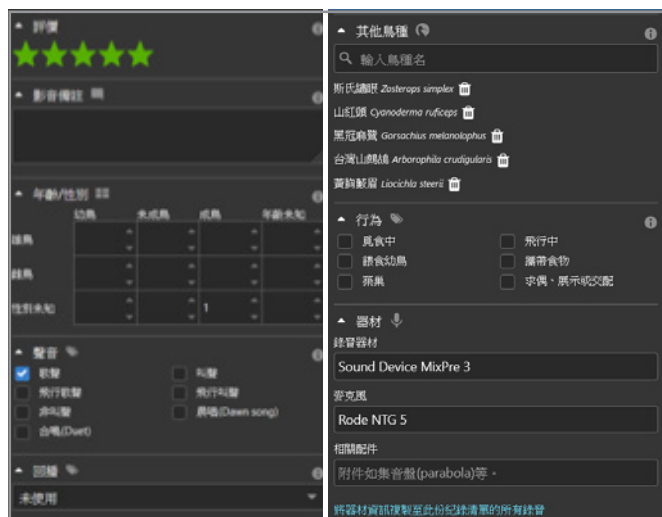 評價
影音備註
年齡/性別
幼鳥 未成鳥 成鳥 年齡未知
雄鳥
雌鳥
性別未知 1
聲音
歌聲 叫聲
飛行歌聲 飛行叫聲
非叫聲 晨唱(Dawn song)
合鳴(Duet)
回播
未使用
其他鳥種
輸入鳥種名
斯氏繡眼 Zosterops simplex
山紅頭 Cyanoderma ruficeps
黑冠麻鷺 Gorsachius melanolophus
台灣山鷓鴣 Arborophila crudigularis
黃胸藪眉 Liocichla steerii
行為
覓食中 飛行中
餵食幼鳥 攜帶食物
築巢 求偶、展示或交配
器材
錄音器材
Sound Device MixPre 3
麥克風
Rode NTG 5
相關配件
附件如集音盤(parabola)等。
將器材資訊複製至此份紀錄清單的所有錄音